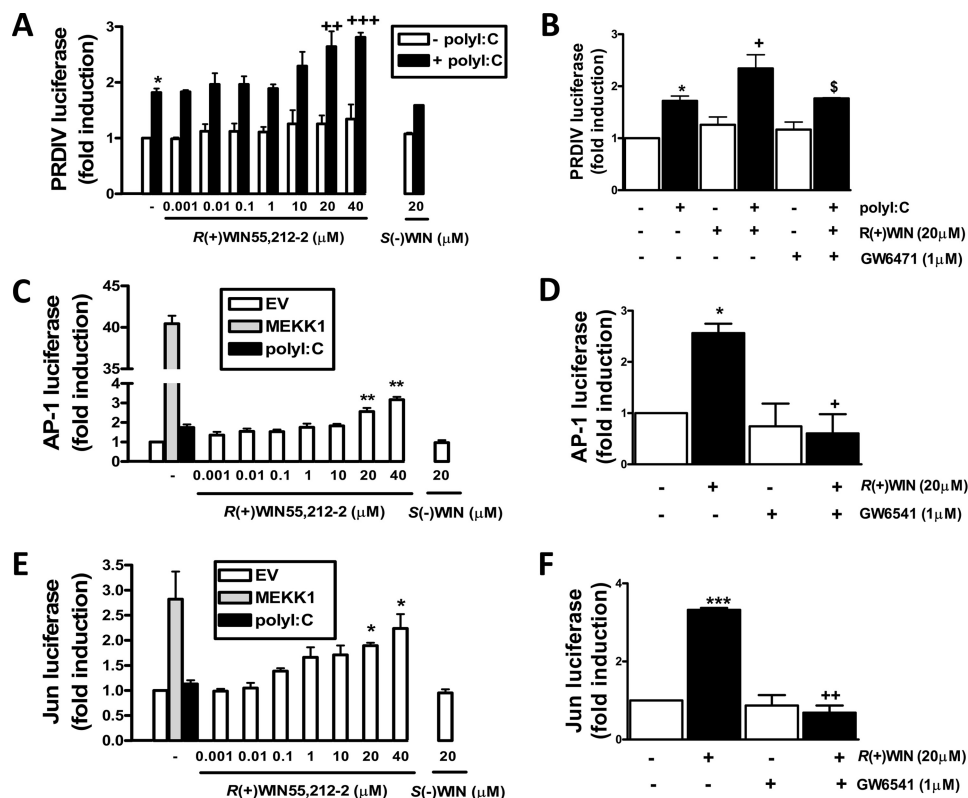 A
PRDIV luciferase
(fold induction)
3
2
1
0
*
++
+++
- polyI:C
+ polyI:C
- 0.001 0.01 0.1 1 10 20 40 20
R(+)WIN55,212-2 (μM) S(-)WIN (μM)
B
PRDIV luciferase
(fold induction)
3
2
1
0
*
+
$
- + - + - + polyI:C
- - + + - + R(+)WIN (20μM)
- - - - + + GW6471 (1μM)
C
AP-1 luciferase
(fold induction)
45
40
35
4
3
2
1
0
EV
MEKK1
polyI:C
**
**
- 0.001 0.01 0.1 1 10 20 40 20
R(+)WIN55,212-2 (μM) S(-)WIN (μM)
D
AP-1 luciferase
(fold induction)
3
2
1
0
*
+
- + - + R(+)WIN (20μM)
- - + + GW6541 (1μM)
E
Jun luciferase
(fold induction)
3.5
3.0
2.5
2.0
1.5
1.0
0.5
0.0
EV
MEKK1
polyI:C
*
*
- 0.001 0.01 0.1 1 10 20 40 20
R(+)WIN55,212-2 (μM) S(-)WIN (μM)
F
Jun luciferase
(fold induction)
4
2
0
***
++
- + - + R(+)WIN (20μM)
- - + + GW6541 (1μM)